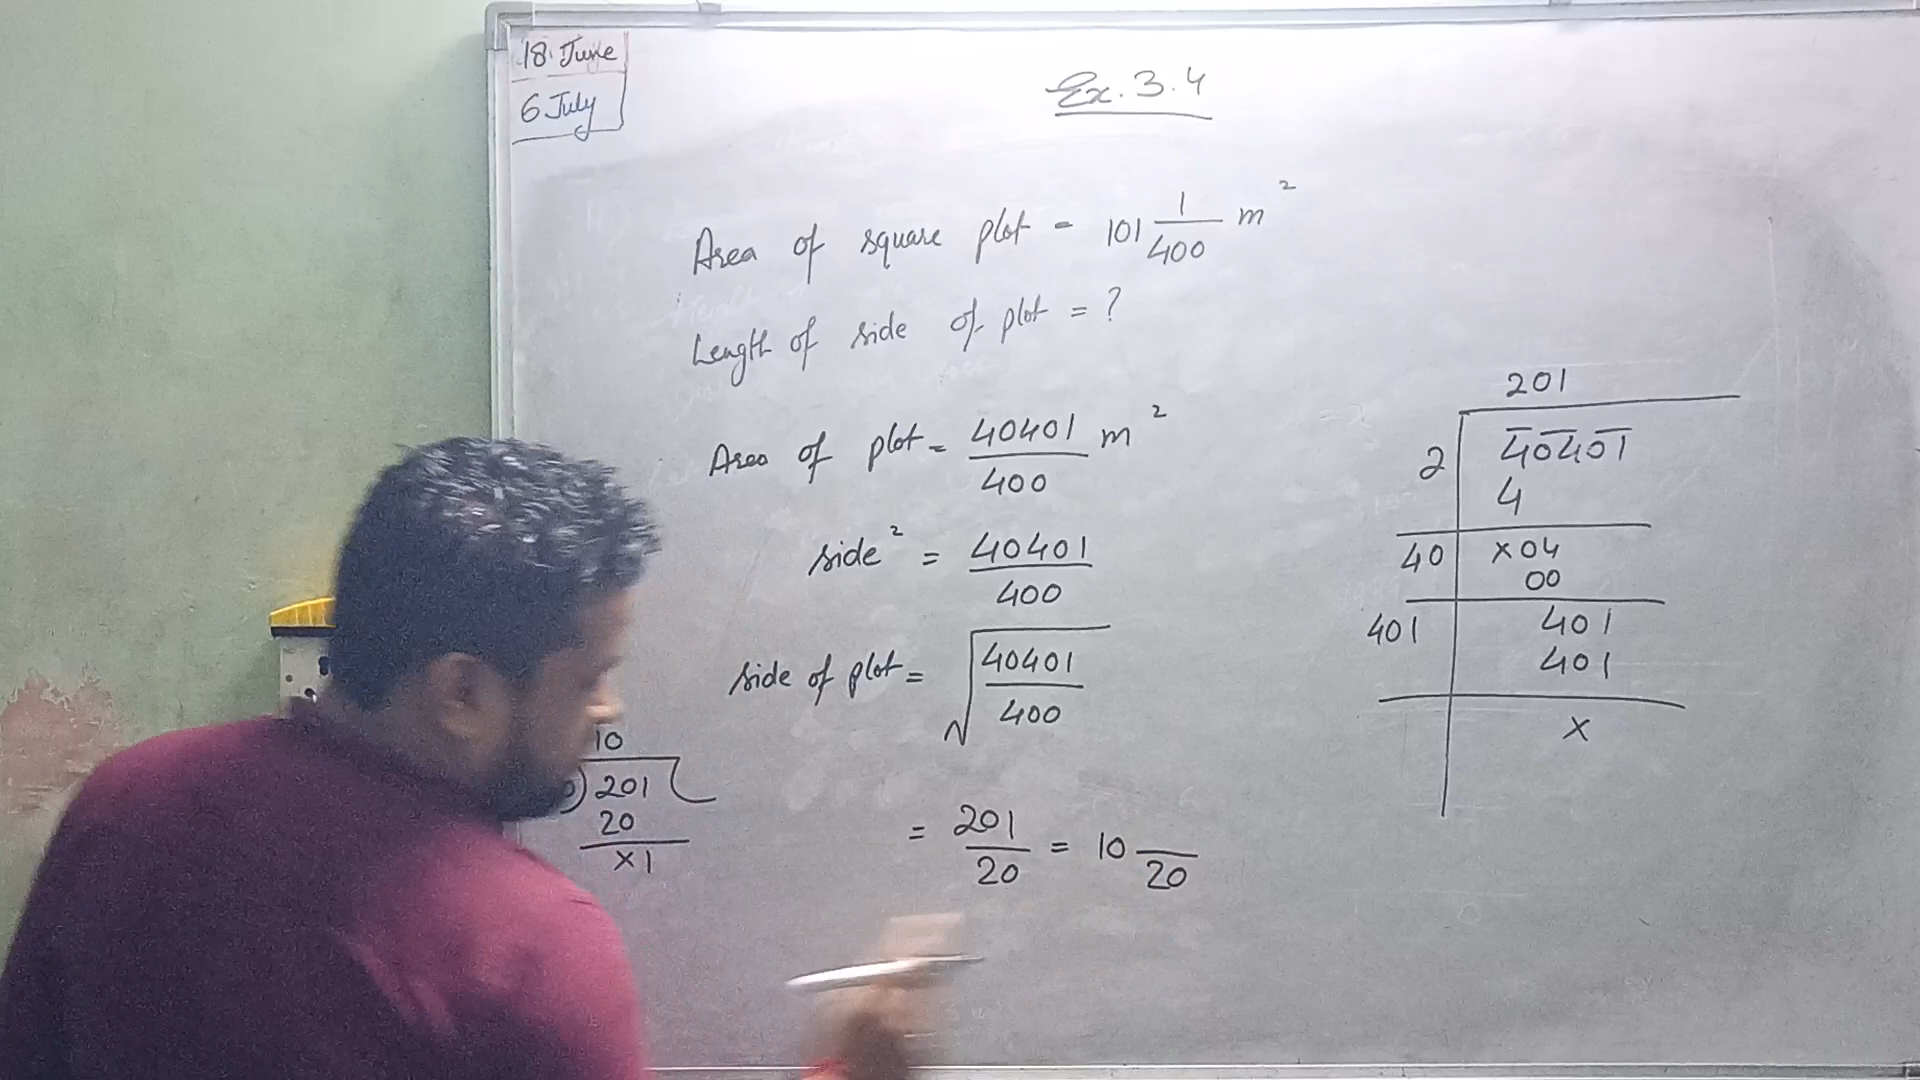 18 June
6 July
Ex. 3.4
Area of square plot = 101 1/400 m²
Length of side of plot = ?
Area of plot = 40401/400 m²
side² = 40401/400
side of plot = √(40401/400)
= 201/20 = 10 /20
10
201
20
×1
201
2 40401
4
40 ×04
00
401 401
401
×